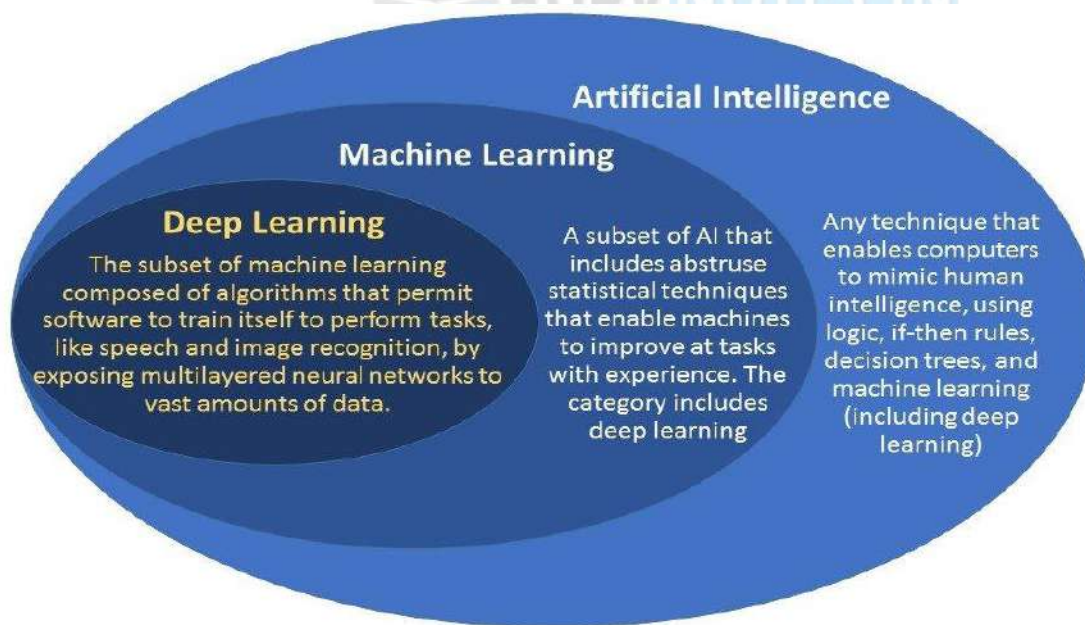 Artificial Intelligence
Machine Learning
Deep Learning
The subset of machine learning
composed of algorithms that permit
software to train itself to perform tasks,
like speech and image recognition, by
exposing multilayered neural networks to
vast amounts of data.
A subset of AI that
includes abstruse
statistical techniques
that enable machines
to improve at tasks
with experience. The
category includes
deep learning
Any technique that
enables computers
to mimic human
intelligence, using
logic, if-then rules,
decision trees, and
machine learning
(including deep
learning)